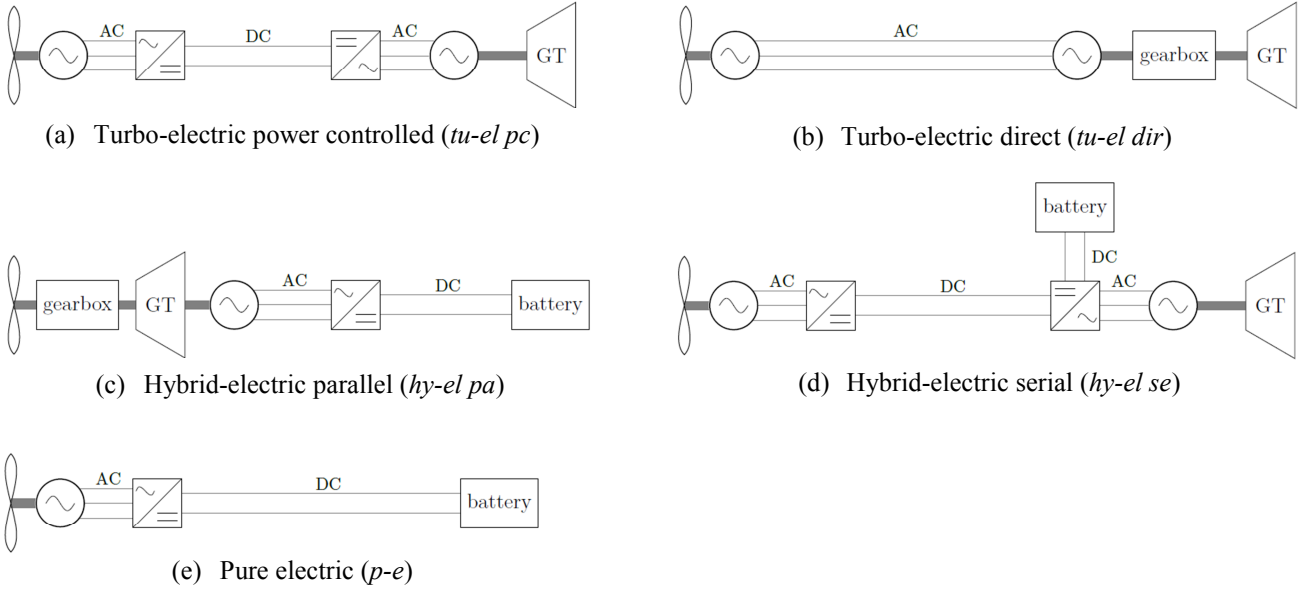 AC
DC
AC
GT
(a) Turbo-electric power controlled (tu-el pc)
AC
gearbox
GT
(b) Turbo-electric direct (tu-el dir)
gearbox
GT
AC
DC
battery
(c) Hybrid-electric parallel (hy-el pa)
battery
DC
AC
DC
AC
GT
(d) Hybrid-electric serial (hy-el se)
AC
DC
battery
(e) Pure electric (p-e)